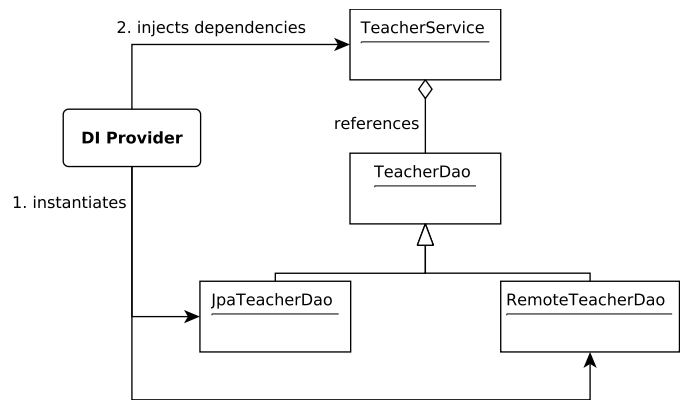 2. injects dependencies
TeacherService
references
DI Provider
TeacherDao
1. instantiates
JpaTeacherDao
RemoteTeacherDao